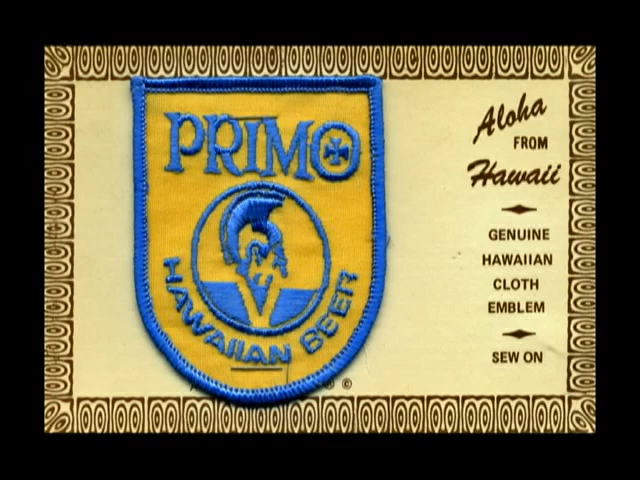 PRIMO
HAWAIIAN BEER
Aloha
FROM
Hawaii
GENUINE
HAWAIIAN
CLOTH
EMBLEM
SEW ON
® ©